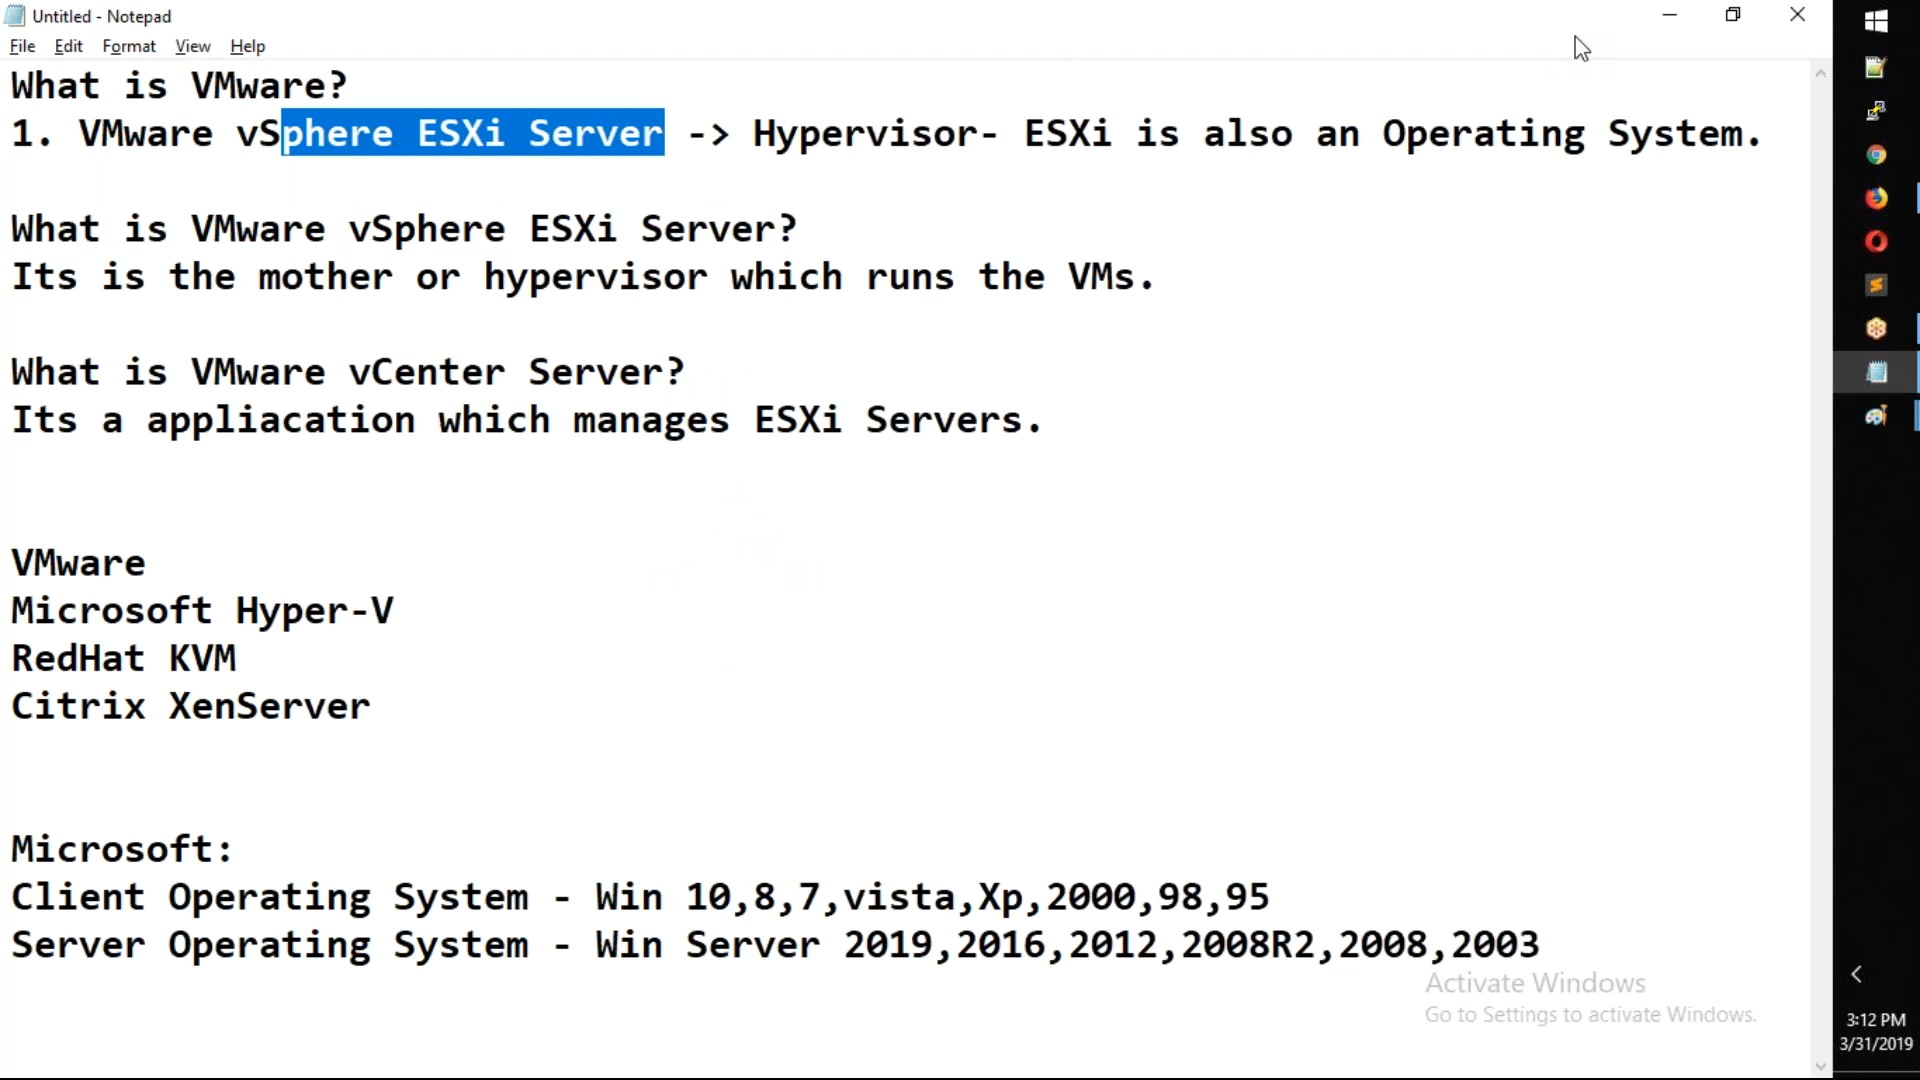 Untitled - Notepad
File Edit Format View Help
What is VMware?
1. VMware vSphere ESXi Server -> Hypervisor- ESXi is also an Operating System.
What is VMware vSphere ESXi Server?
Its is the mother or hypervisor which runs the VMs.
What is VMware vCenter Server?
Its a appliacation which manages ESXi Servers.
VMware
Microsoft Hyper-V
RedHat KVM
Citrix XenServer
Microsoft:
Client Operating System - Win 10,8,7,vista,Xp,2000,98,95
Server Operating System - Win Server 2019,2016,2012,2008R2,2008,2003
Activate Windows
Go to Settings to activate Windows.
3:12 PM
3/31/2019